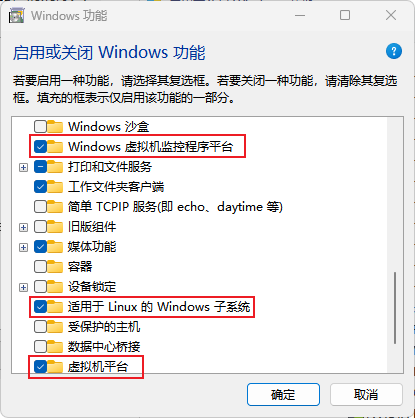 Windows 功能
启用或关闭 Windows 功能
若要启用一种功能，请选择其复选框。若要关闭一种功能，请清除其复选
框。填充的框表示仅启用该功能的一部分。
Windows 沙盒
Windows 虚拟机监控程序平台
打印和文件服务
工作文件夹客户端
简单 TCPIP 服务(即 echo、daytime 等)
旧版组件
媒体功能
容器
设备锁定
适用于 Linux 的 Windows 子系统
受保护的主机
数据中心桥接
虚拟机平台
确定
取消